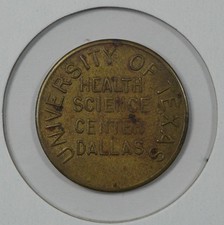 UNIVERSITY OF TEXAS
HEALTH
SCIENCE
CENTER
DALLAS